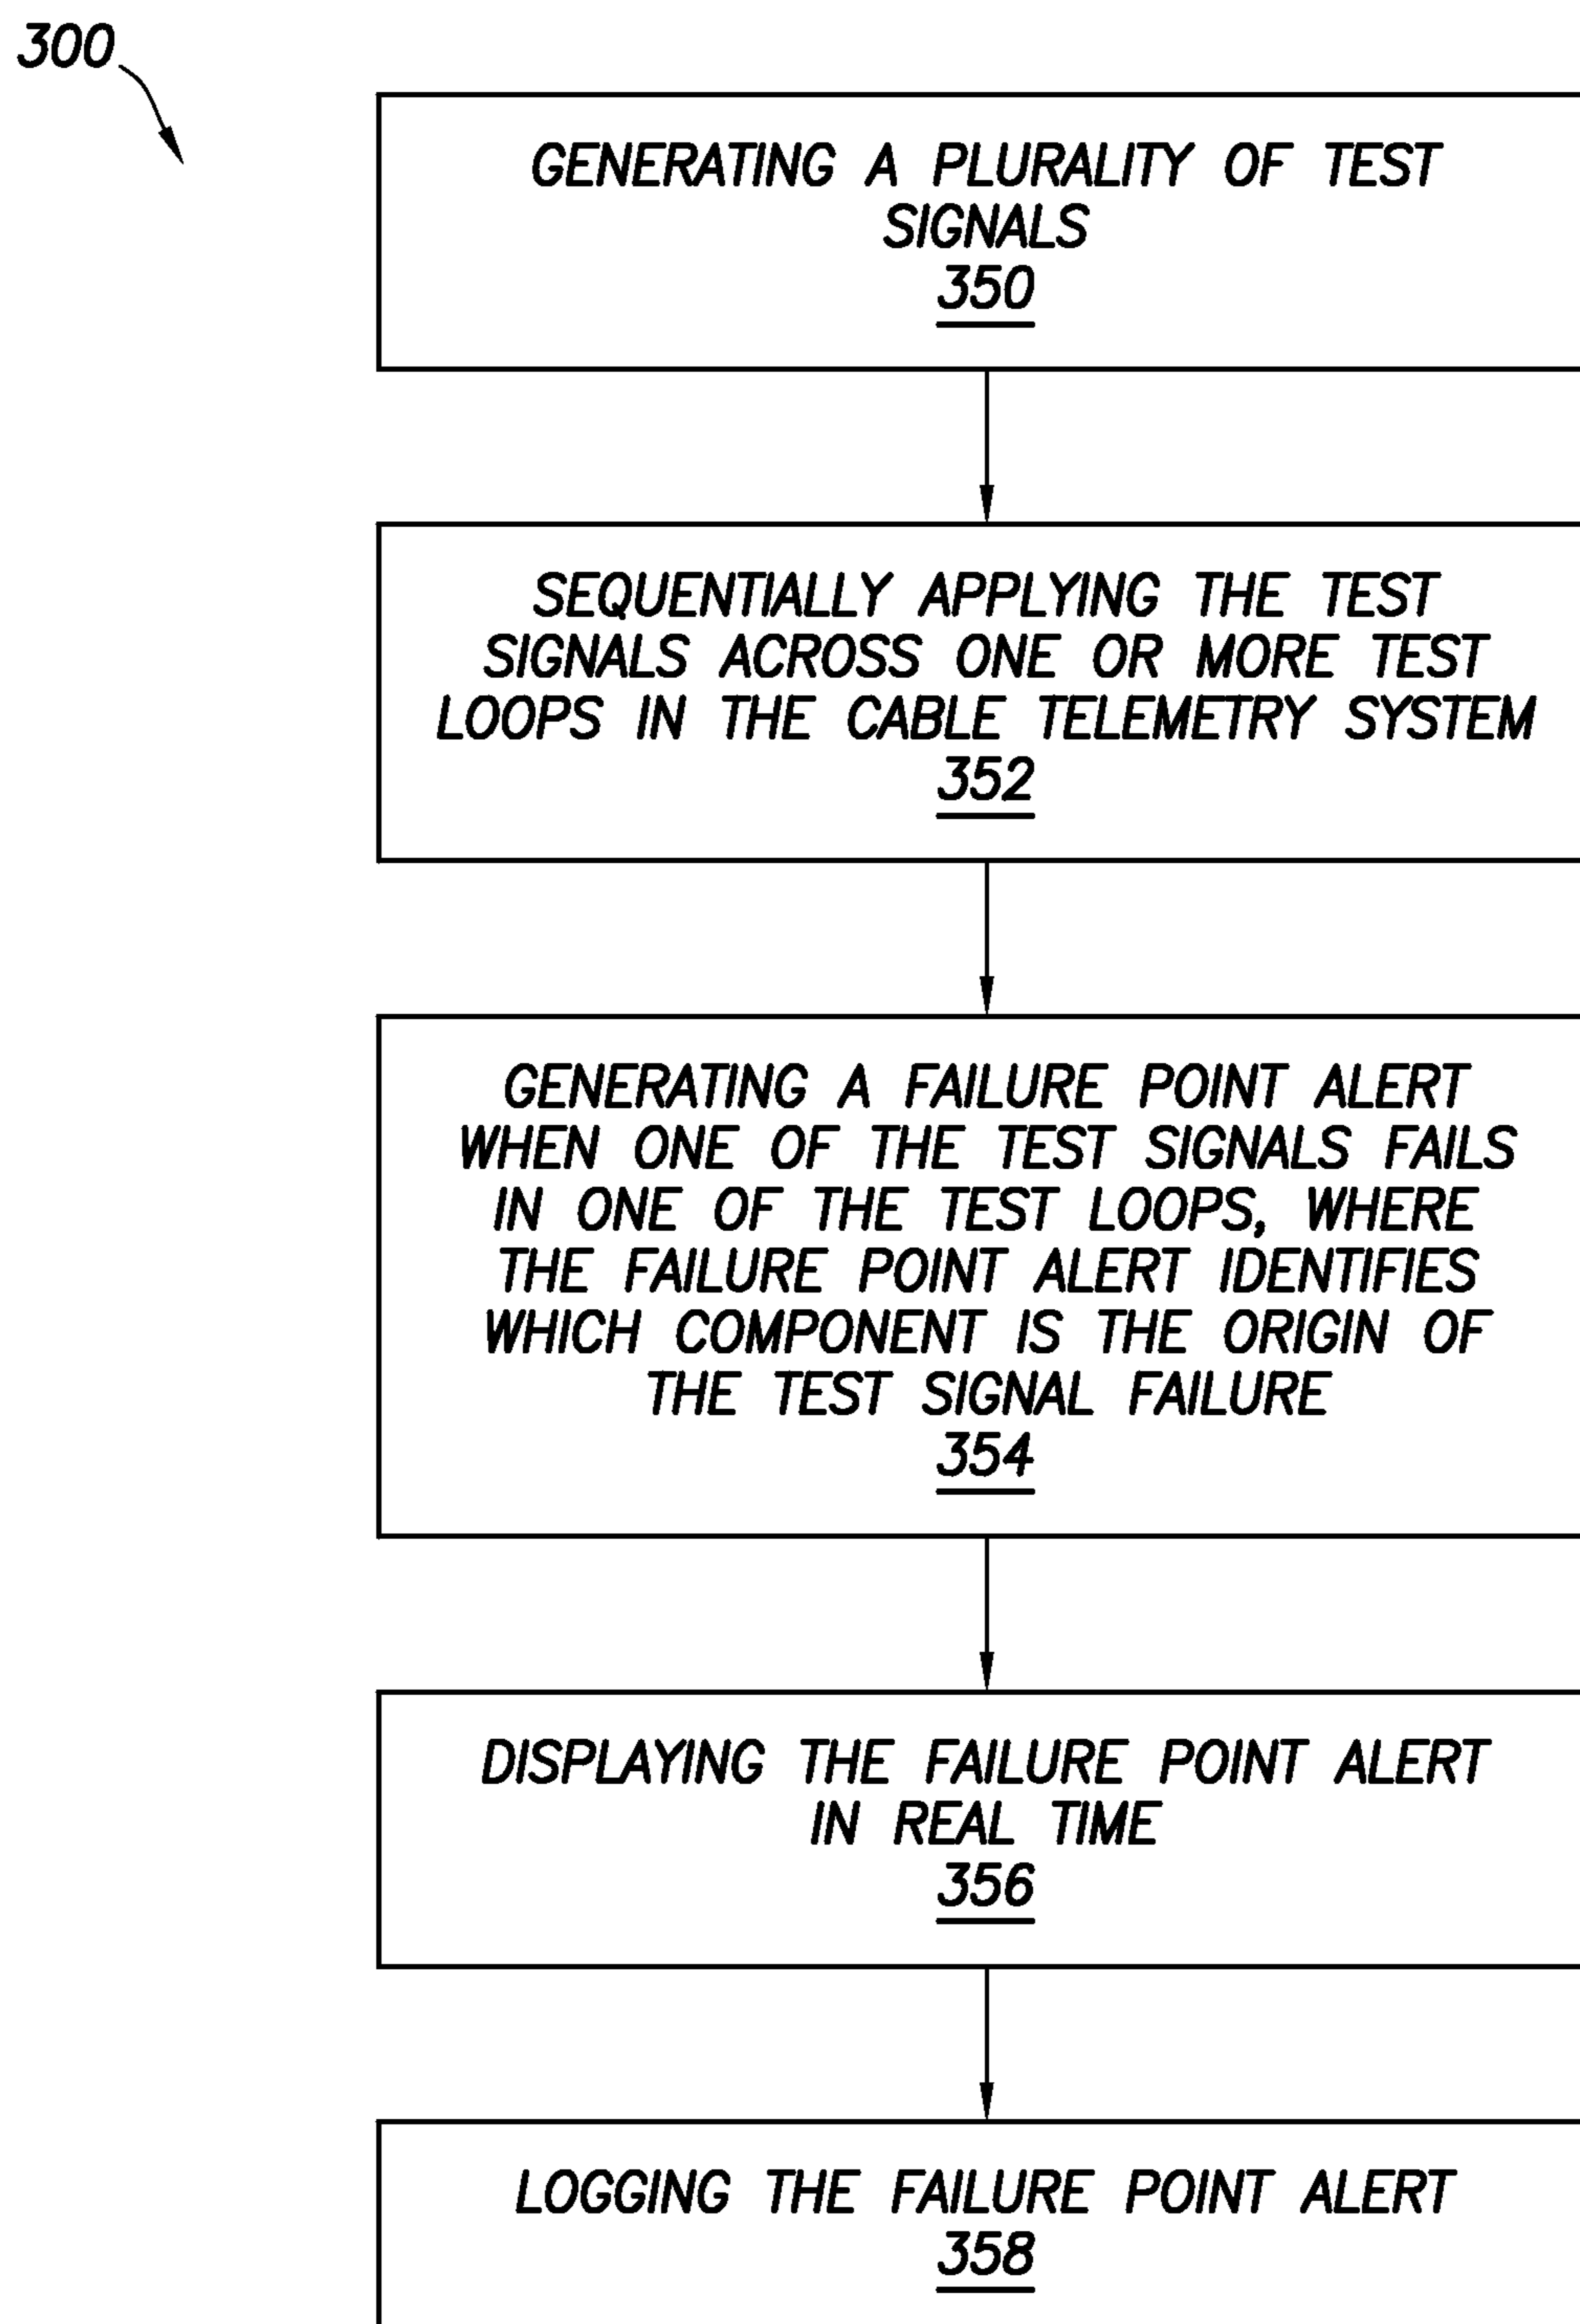 300
GENERATING A PLURALITY OF TEST
SIGNALS
350
SEQUENTIALLY APPLYING THE TEST
SIGNALS ACROSS ONE OR MORE TEST
LOOPS IN THE CABLE TELEMETRY SYSTEM
352
GENERATING A FAILURE POINT ALERT
WHEN ONE OF THE TEST SIGNALS FAILS
IN ONE OF THE TEST LOOPS, WHERE
THE FAILURE POINT ALERT IDENTIFIES
WHICH COMPONENT IS THE ORIGIN OF
THE TEST SIGNAL FAILURE
354
DISPLAYING THE FAILURE POINT ALERT
IN REAL TIME
356
LOGGING THE FAILURE POINT ALERT
358